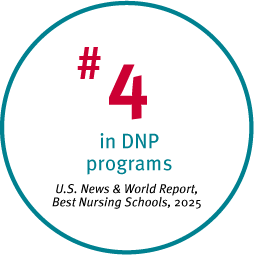 #4
in DNP
programs
U.S. News & World Report,
Best Nursing Schools, 2025